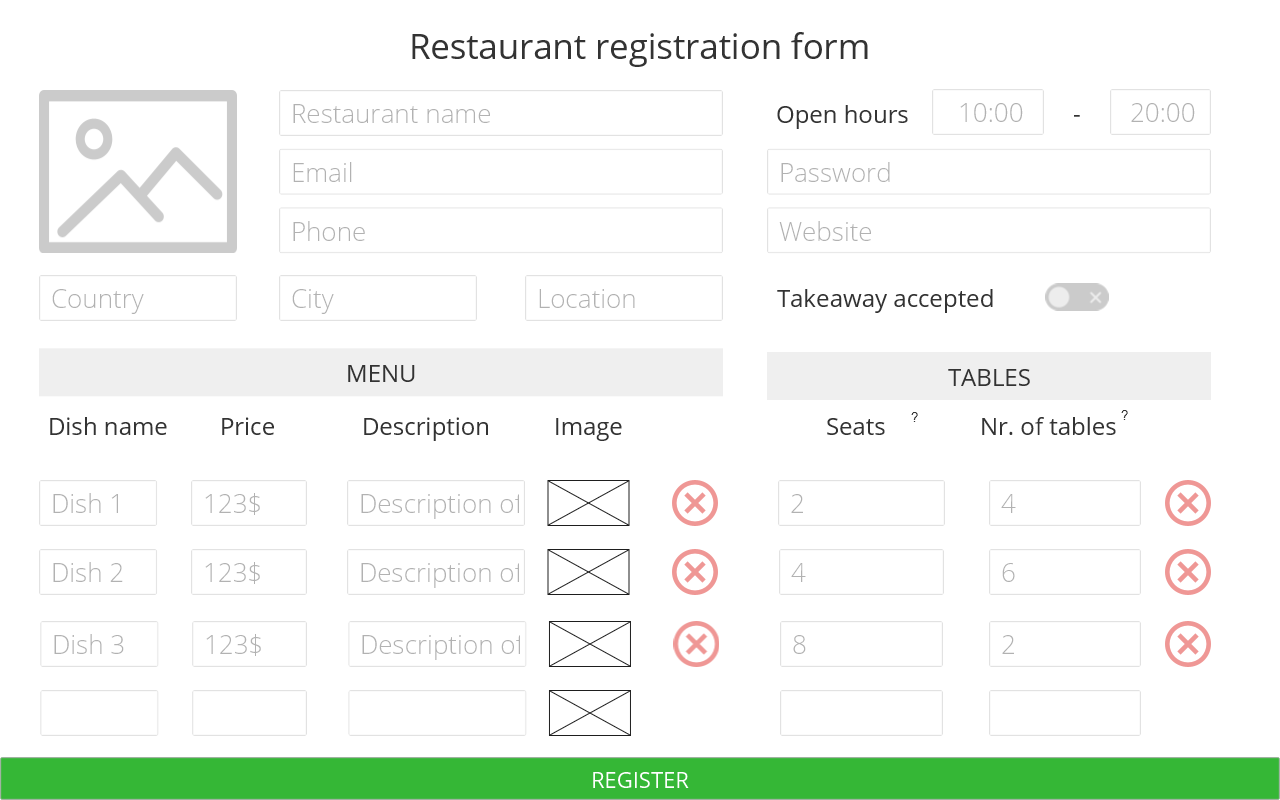 Restaurant registration form
Restaurant name
Open hours 10:00 - 20:00
Email
Password
Phone
Website
Country City Location
Takeaway accepted
MENU
TABLES
Dish name Price Description Image
Seats ? Nr. of tables ?
Dish 1 123$ Description of
2 4
Dish 2 123$ Description of
4 6
Dish 3 123$ Description of
8 2
REGISTER